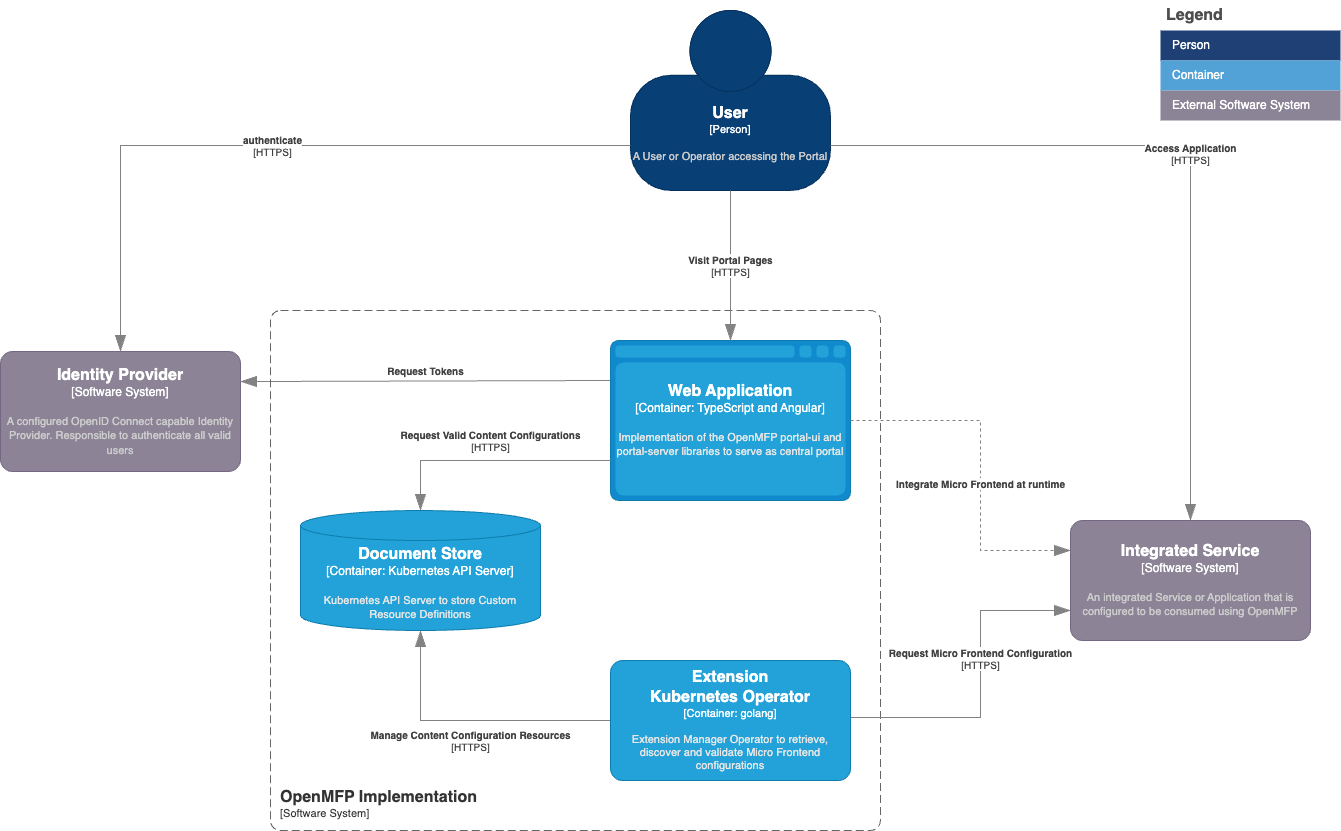 Legend
Person
Container
External Software System
User
[Person]
A User or Operator accessing the Portal
authenticate
[HTTPS]
Access Application
[HTTPS]
Visit Portal Pages
[HTTPS]
Identity Provider
[Software System]
A configured OpenID Connect capable Identity
Provider. Responsible to authenticate all valid
users
Request Tokens
Web Application
[Container: TypeScript and Angular]
Implementation of the OpenMFP portal-ui and
portal-server libraries to serve as central portal
Request Valid Content Configurations
[HTTPS]
Integrate Micro Frontend at runtime
Document Store
[Container: Kubernetes API Server]
Kubernetes API Server to store Custom
Resource Definitions
Integrated Service
[Software System]
An integrated Service or Application that is
configured to be consumed using OpenMFP
Request Micro Frontend Configuration
[HTTPS]
Extension
Kubernetes Operator
[Container: golang]
Extension Manager Operator to retrieve,
discover and validate Micro Frontend
configurations
Manage Content Configuration Resources
[HTTPS]
OpenMFP Implementation
[Software System]